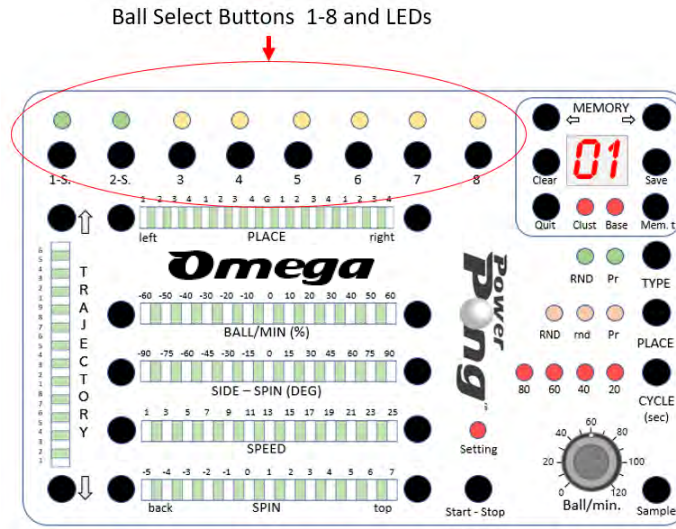 Ball Select Buttons 1-8 and LEDs
MEMORY
01
1-S. 2-S. 3 4 5 6 7 8
Clear Save
Quit Clust Base Mem. t
1 2 3 4 1 2 3 4 G 1 2 3 4 1 2 3 4
left PLACE right
RND Pr TYPE
Omega
Power Pong
TRAJECTORY
-60 -50 -40 -30 -20 -10 0 10 20 30 40 50 60
BALL/MIN (%)
RND rnd Pr PLACE
-90 -75 -60 -45 -30 -15 0 15 30 45 60 75 90
SIDE – SPIN (DEG)
80 60 40 20 CYCLE
(sec)
1 3 5 7 9 11 13 15 17 19 21 23 25
SPEED
Setting
0 20 40 60 80 100 120
-5 -4 -3 -2 -1 0 1 2 3 4 5 6 7
back SPIN top
Start - Stop Ball/min. Sample